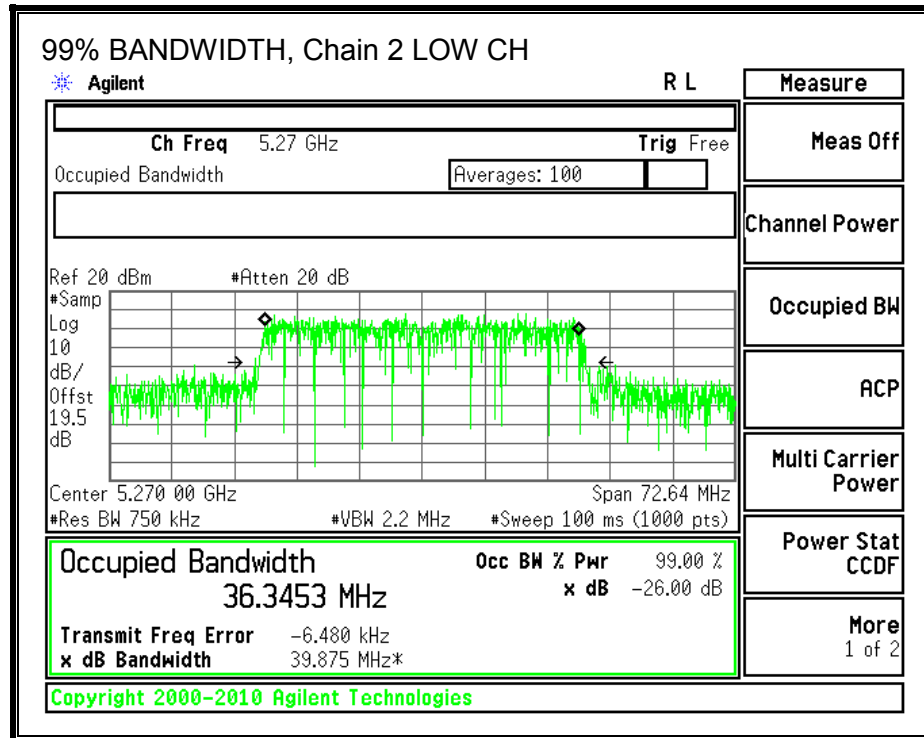 99% BANDWIDTH, Chain 2 LOW CH
Agilent R L
Ch Freq 5.27 GHz Trig Free
Occupied Bandwidth Averages: 100
Ref 20 dBm #Atten 20 dB
#Samp
Log
10
dB/
Offst
19.5
dB
Center 5.270 00 GHz Span 72.64 MHz
#Res BW 750 kHz #VBW 2.2 MHz #Sweep 100 ms (1000 pts)
Occupied Bandwidth Occ BW % Pwr 99.00 %
36.3453 MHz x dB -26.00 dB
Transmit Freq Error -6.480 kHz
x dB Bandwidth 39.875 MHz*
Copyright 2000-2010 Agilent Technologies
Measure
Meas Off
Channel Power
Occupied BW
ACP
Multi Carrier
Power
Power Stat
CCDF
More
1 of 2